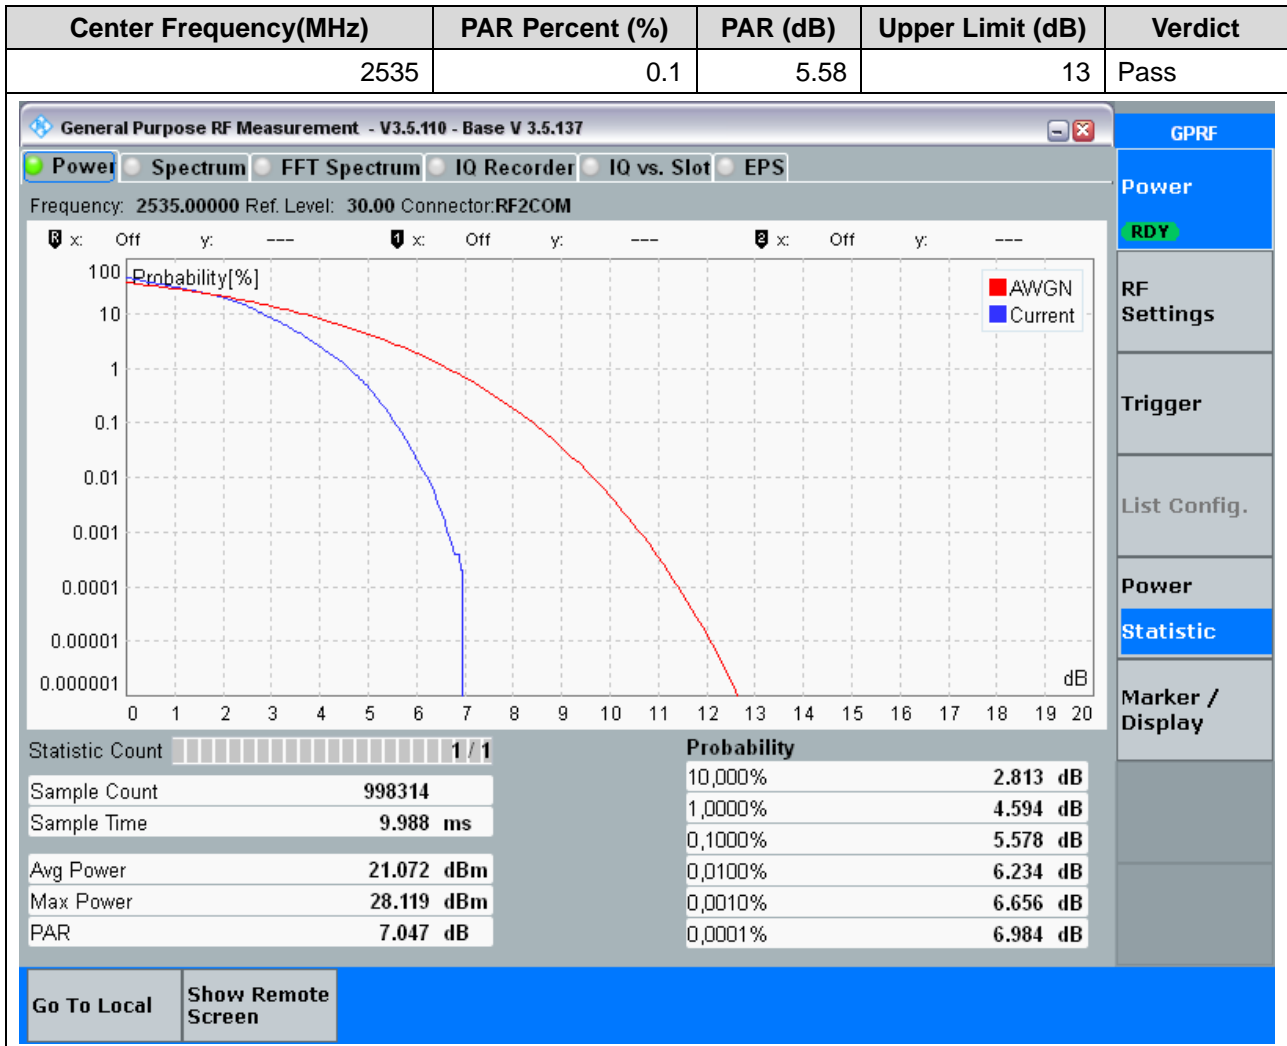 Center Frequency(MHz) PAR Percent (%) PAR (dB) Upper Limit (dB) Verdict
2535 0.1 5.58 13 Pass
General Purpose RF Measurement - V3.5.110 - Base V 3.5.137
GPRF
Power Spectrum FFT Spectrum IQ Recorder IQ vs. Slot EPS
Frequency: 2535.00000 Ref. Level: 30.00 Connector:RF2COM
R x: Off y: --- 1 x: Off y: --- 2 x: Off y: ---
Probability[%]
AWGN
Current
100
10
1
0.1
0.01
0.001
0.0001
0.00001
0.000001
dB
0 1 2 3 4 5 6 7 8 9 10 11 12 13 14 15 16 17 18 19 20
Statistic Count 1 / 1
Sample Count 998314
Sample Time 9.988 ms
Avg Power 21.072 dBm
Max Power 28.119 dBm
PAR 7.047 dB
Probability
10,000% 2.813 dB
1,0000% 4.594 dB
0,1000% 5.578 dB
0,0100% 6.234 dB
0,0010% 6.656 dB
0,0001% 6.984 dB
Power
RDY
RF
Settings
Trigger
List Config.
Power
Statistic
Marker /
Display
Go To Local
Show Remote
Screen